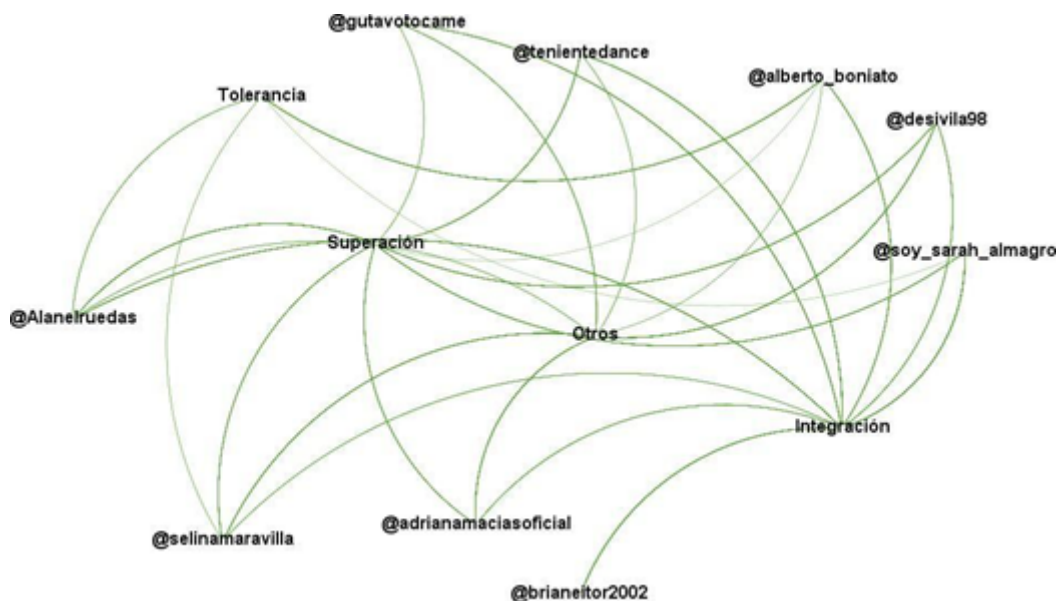 @gutavotocame
@tenientedance
@alberto_boniato
Tolerancia
@desivila98
Superación
@soy_sarah_almagro
@Alanelruedas
Otros
Integración
@selinamaravilla
@adrianamaciasoficial
@brianeitor2002